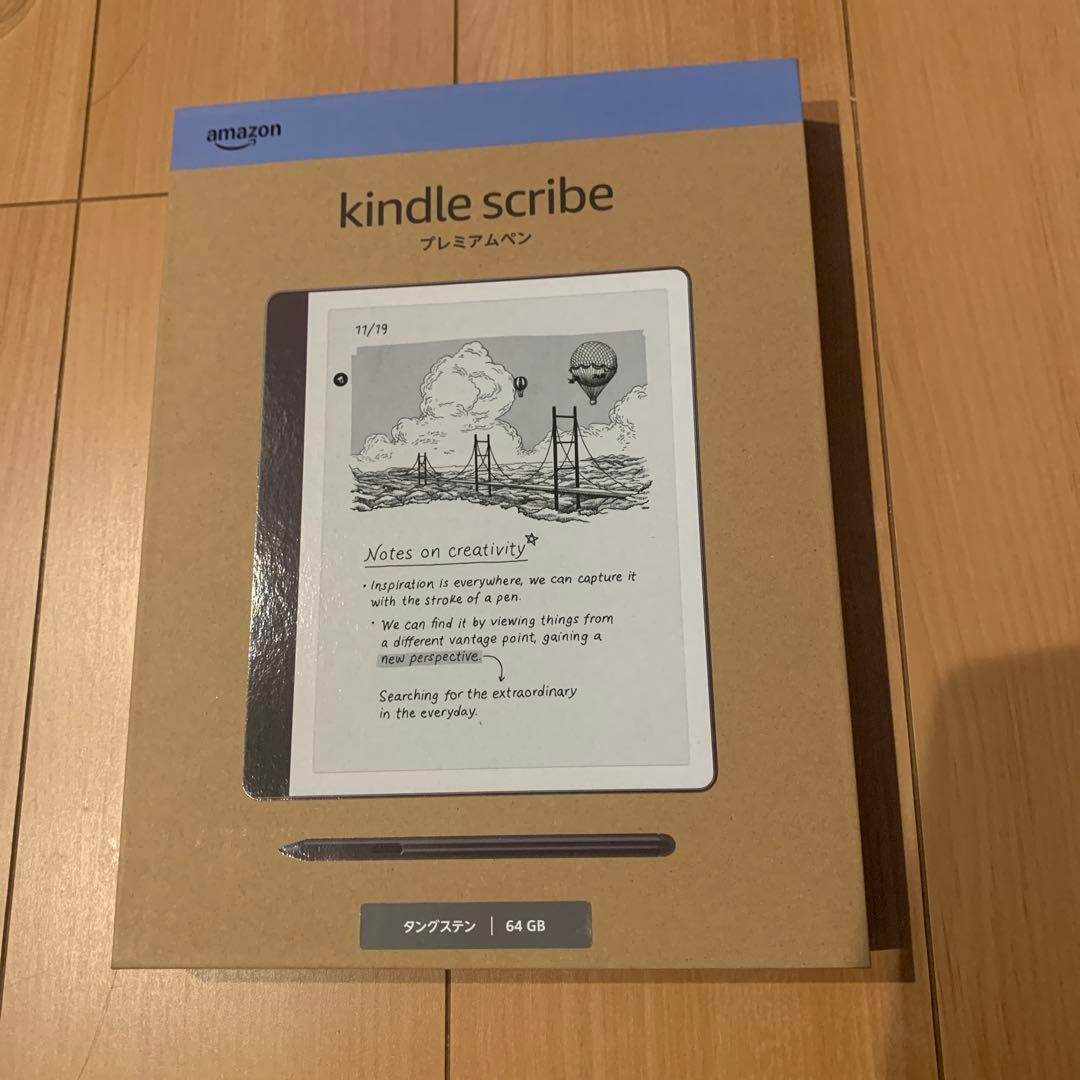 amazon
kindle scribe
プレミアムペン
11/19
Notes on creativity
• Inspiration is everywhere, we can capture it
with the stroke of a pen.
• We can find it by viewing things from
a different vantage point, gaining a
new perspective.
Searching for the extraordinary
in the everyday.
タングステン | 64 GB